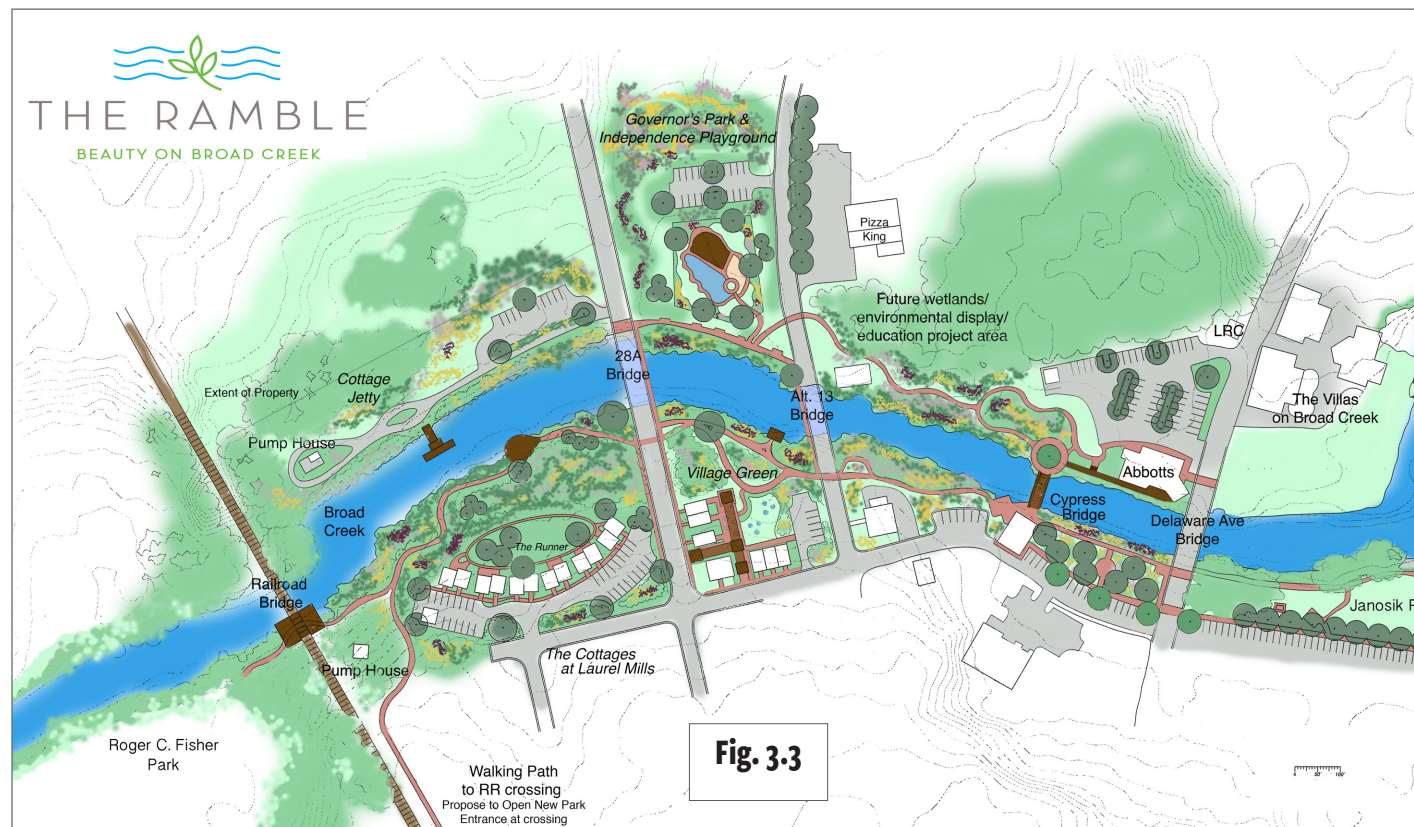 THE RAMBLE
BEAUTY ON BROAD CREEK
Governor's Park &
Independence Playground
Pizza
King
Future wetlands/
environmental display/
education project area
LRC
The Villas
on Broad Creek
28A
Bridge
Alt. 13
Bridge
Extent of Property
Cottage
Jetty
Pump House
Village Green
Abbotts
Cypress
Bridge
Delaware Ave
Bridge
Broad
Creek
The Runner
Railroad
Bridge
Janosik P
Pump House
The Cottages
at Laurel Mills
Roger C. Fisher
Park
Fig. 3.3
Walking Path
to RR crossing
Propose to Open New Park
Entrance at crossing
0 50' 100'